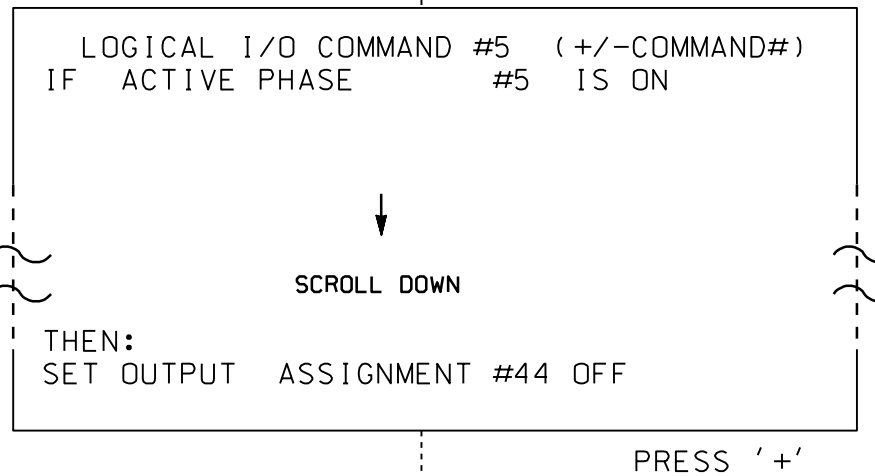 LOGICAL I/O COMMAND #5 (+/-COMMAND#)
IF ACTIVE PHASE #5 IS ON
SCROLL DOWN
THEN:
SET OUTPUT ASSIGNMENT #44 OFF
PRESS '+'